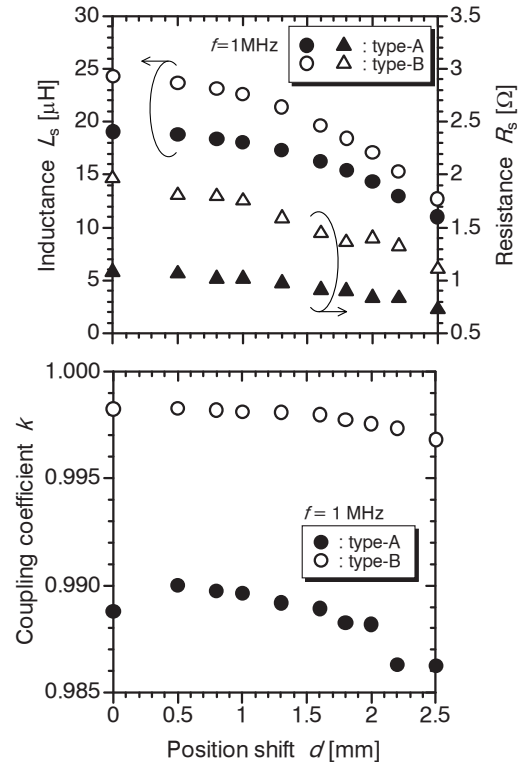 30
25
20
15
10
5
0
Inductance Ls [μH]
f=1MHz
: type-A
: type-B
3.5
3
2.5
2
1.5
1
0.5
Resistance Rs [Ω]
1.000
0.995
0.990
0.985
Coupling coefficient k
f= 1 MHz
: type-A
: type-B
0 0.5 1 1.5 2 2.5
Position shift d [mm]